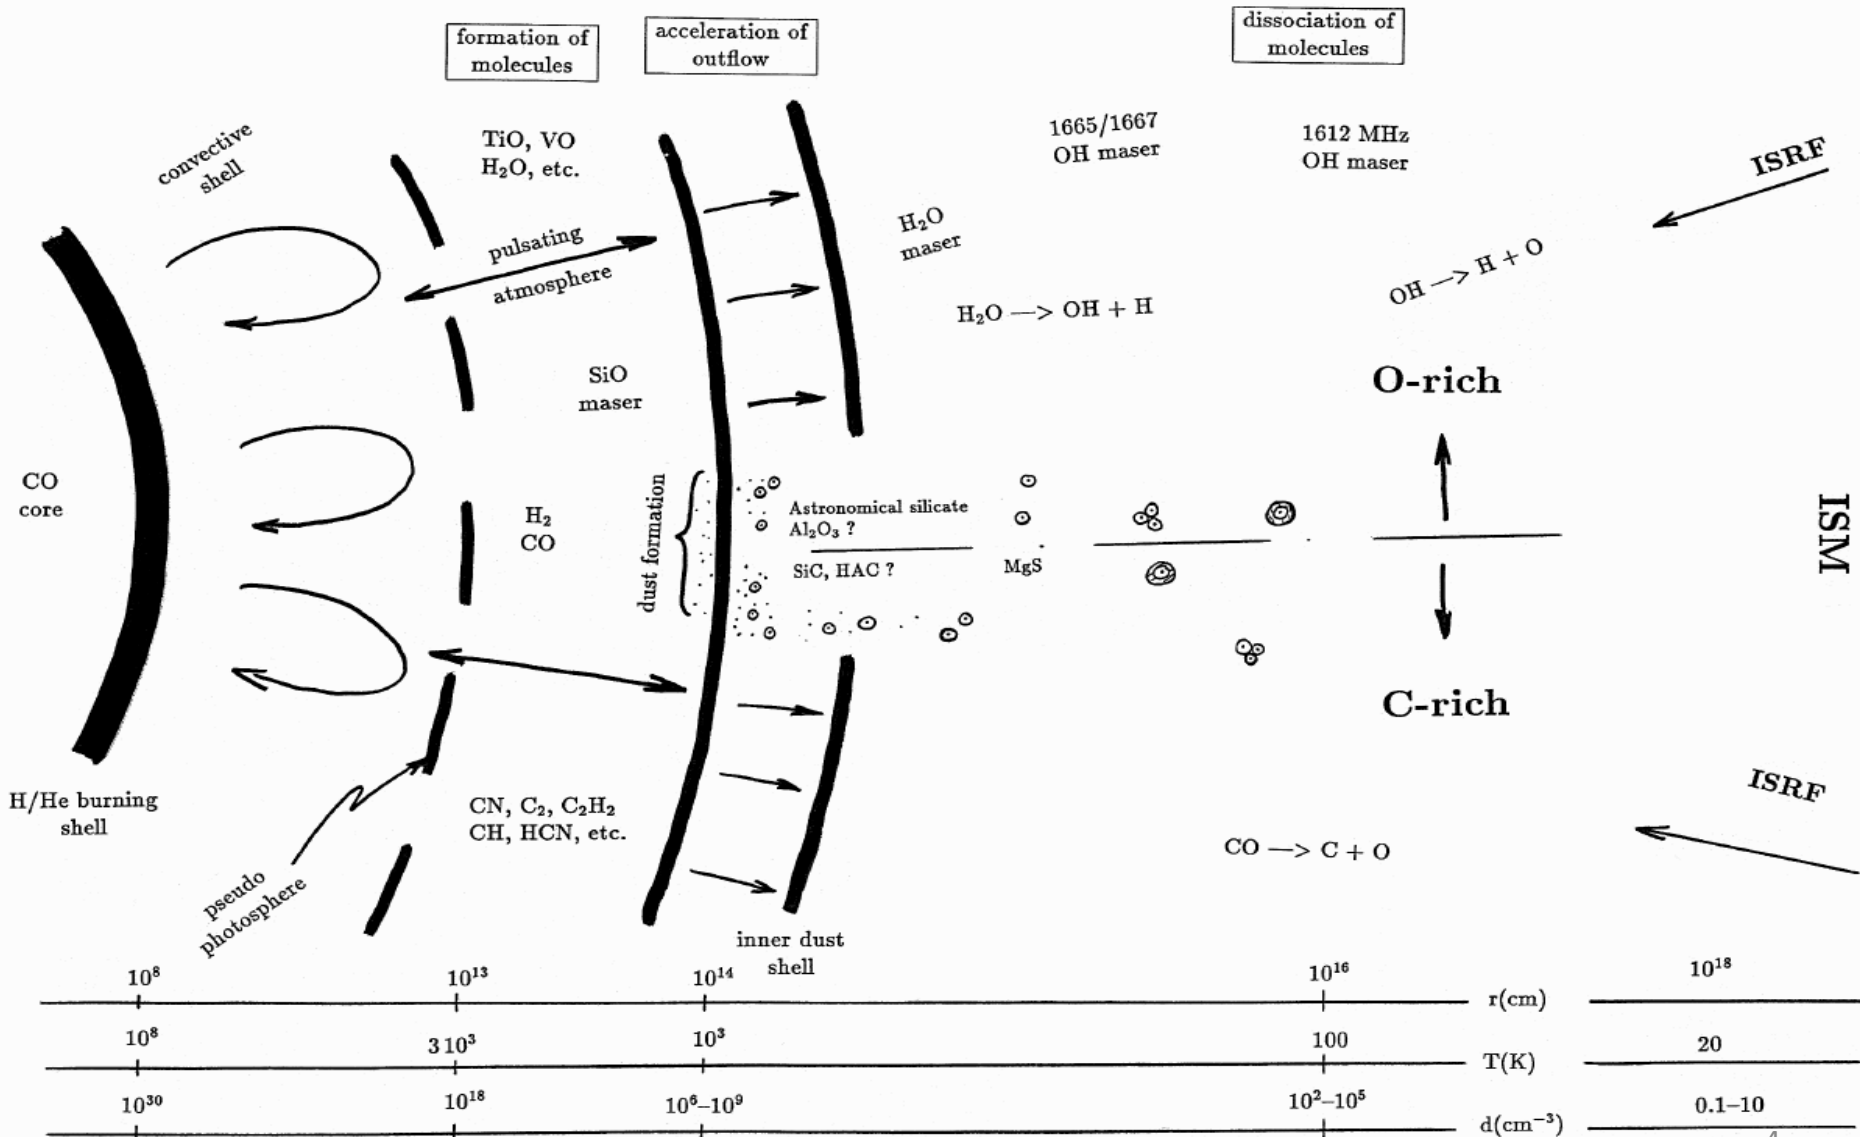 formation of
molecules
acceleration of
outflow
dissociation of
molecules
convective
shell
TiO, VO
H₂O, etc.
1665/1667
OH maser
1612 MHz
OH maser
ISRF
pulsating
atmosphere
H₂O
maser
H₂O —> OH + H
OH —> H + O
SiO
maser
O-rich
CO
core
H₂
CO
dust formation
Astronomical silicate
Al₂O₃ ?
SiC, HAC ?
MgS
ISM
C-rich
H/He burning
shell
CN, C₂, C₂H₂
CH, HCN, etc.
ISRF
CO —> C + O
pseudo
photosphere
inner dust
shell
10⁸ 10¹³ 10¹⁴ 10¹⁶ r(cm) 10¹⁸
10⁸ 3 10³ 10³ 100 T(K) 20
10³⁰ 10¹⁸ 10⁶–10⁹ 10²–10⁵ d(cm⁻³) 0.1–10